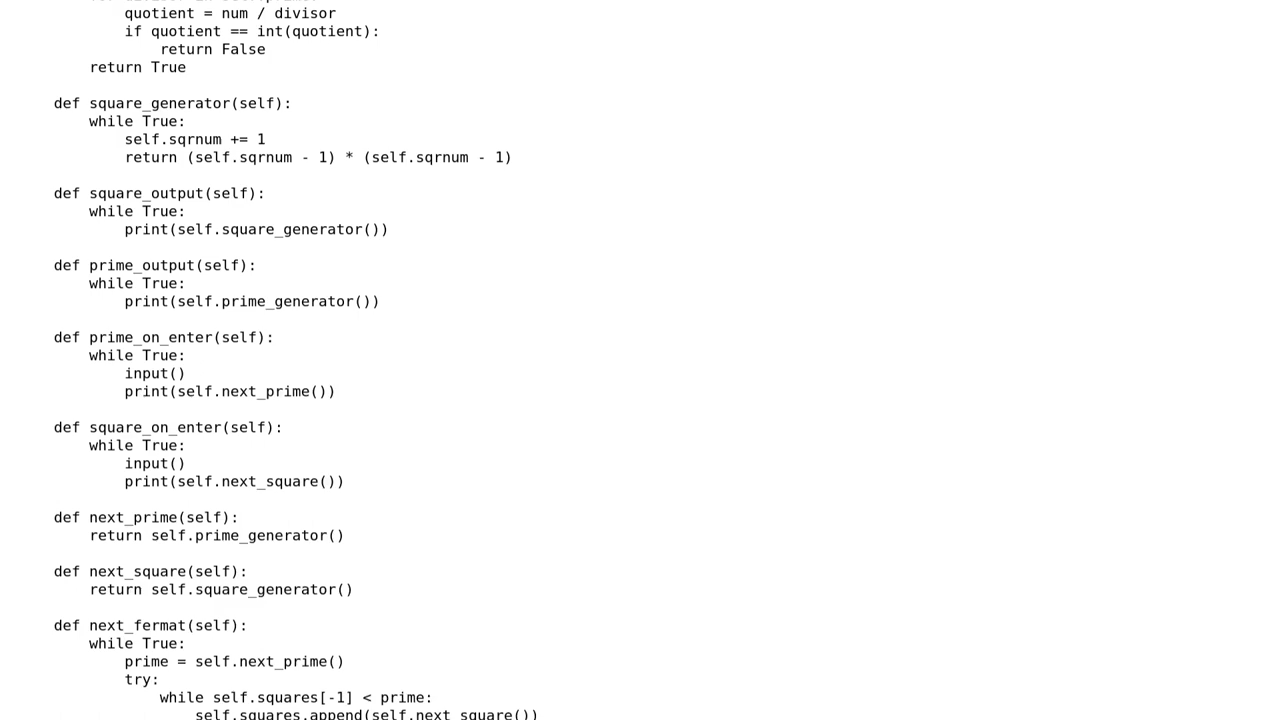 quotient = num / divisor
if quotient == int(quotient):
return False
return True
def square_generator(self):
while True:
self.sqrnum += 1
return (self.sqrnum - 1) * (self.sqrnum - 1)
def square_output(self):
while True:
print(self.square_generator())
def prime_output(self):
while True:
print(self.prime_generator())
def prime_on_enter(self):
while True:
input()
print(self.next_prime())
def square_on_enter(self):
while True:
input()
print(self.next_square())
def next_prime(self):
return self.prime_generator()
def next_square(self):
return self.square_generator()
def next_fermat(self):
while True:
prime = self.next_prime()
try:
while self.squares[-1] < prime:
self.squares.append(self.next_square())